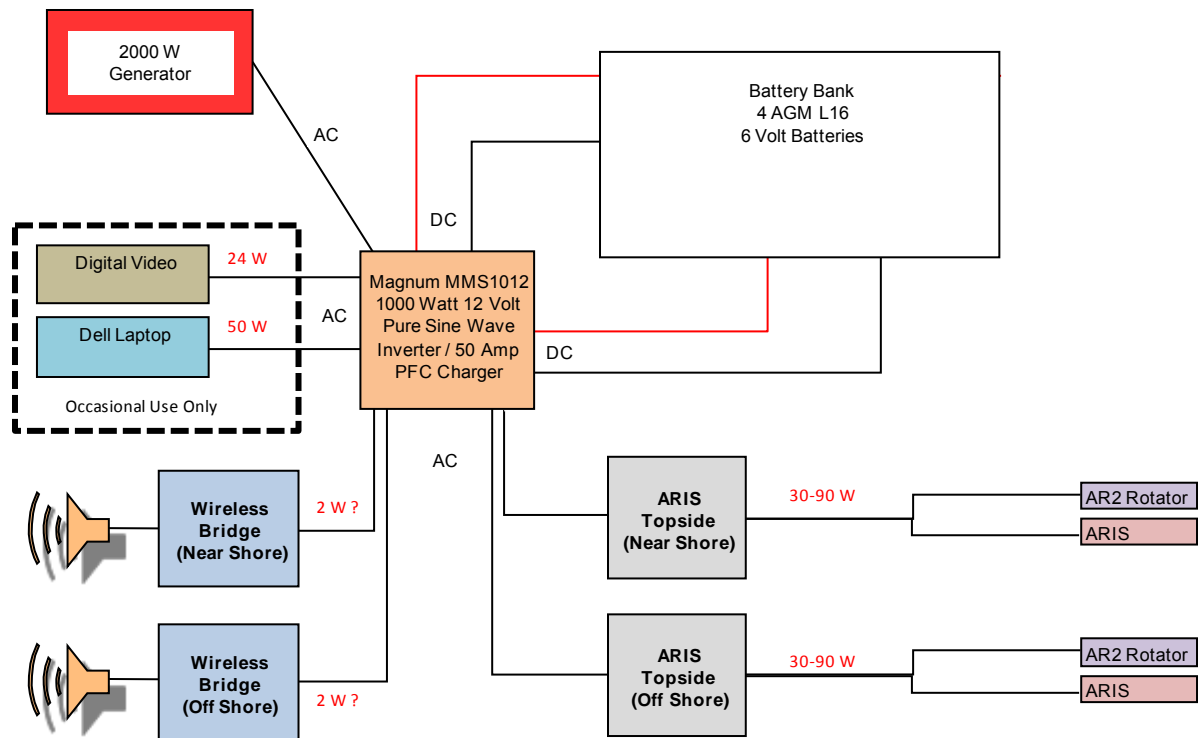 2000 W
Generator
Battery Bank
4 AGM L16
6 Volt Batteries
AC
DC
Digital Video
24 W
Dell Laptop
50 W
AC
Occasional Use Only
Magnum MMS1012
1000 Watt 12 Volt
Pure Sine Wave
Inverter / 50 Amp
PFC Charger
DC
AC
Wireless
Bridge
(Near Shore)
2 W ?
ARIS
Topside
(Near Shore)
30-90 W
AR2 Rotator
ARIS
Wireless
Bridge
(Off Shore)
2 W ?
ARIS
Topside
(Off Shore)
30-90 W
AR2 Rotator
ARIS